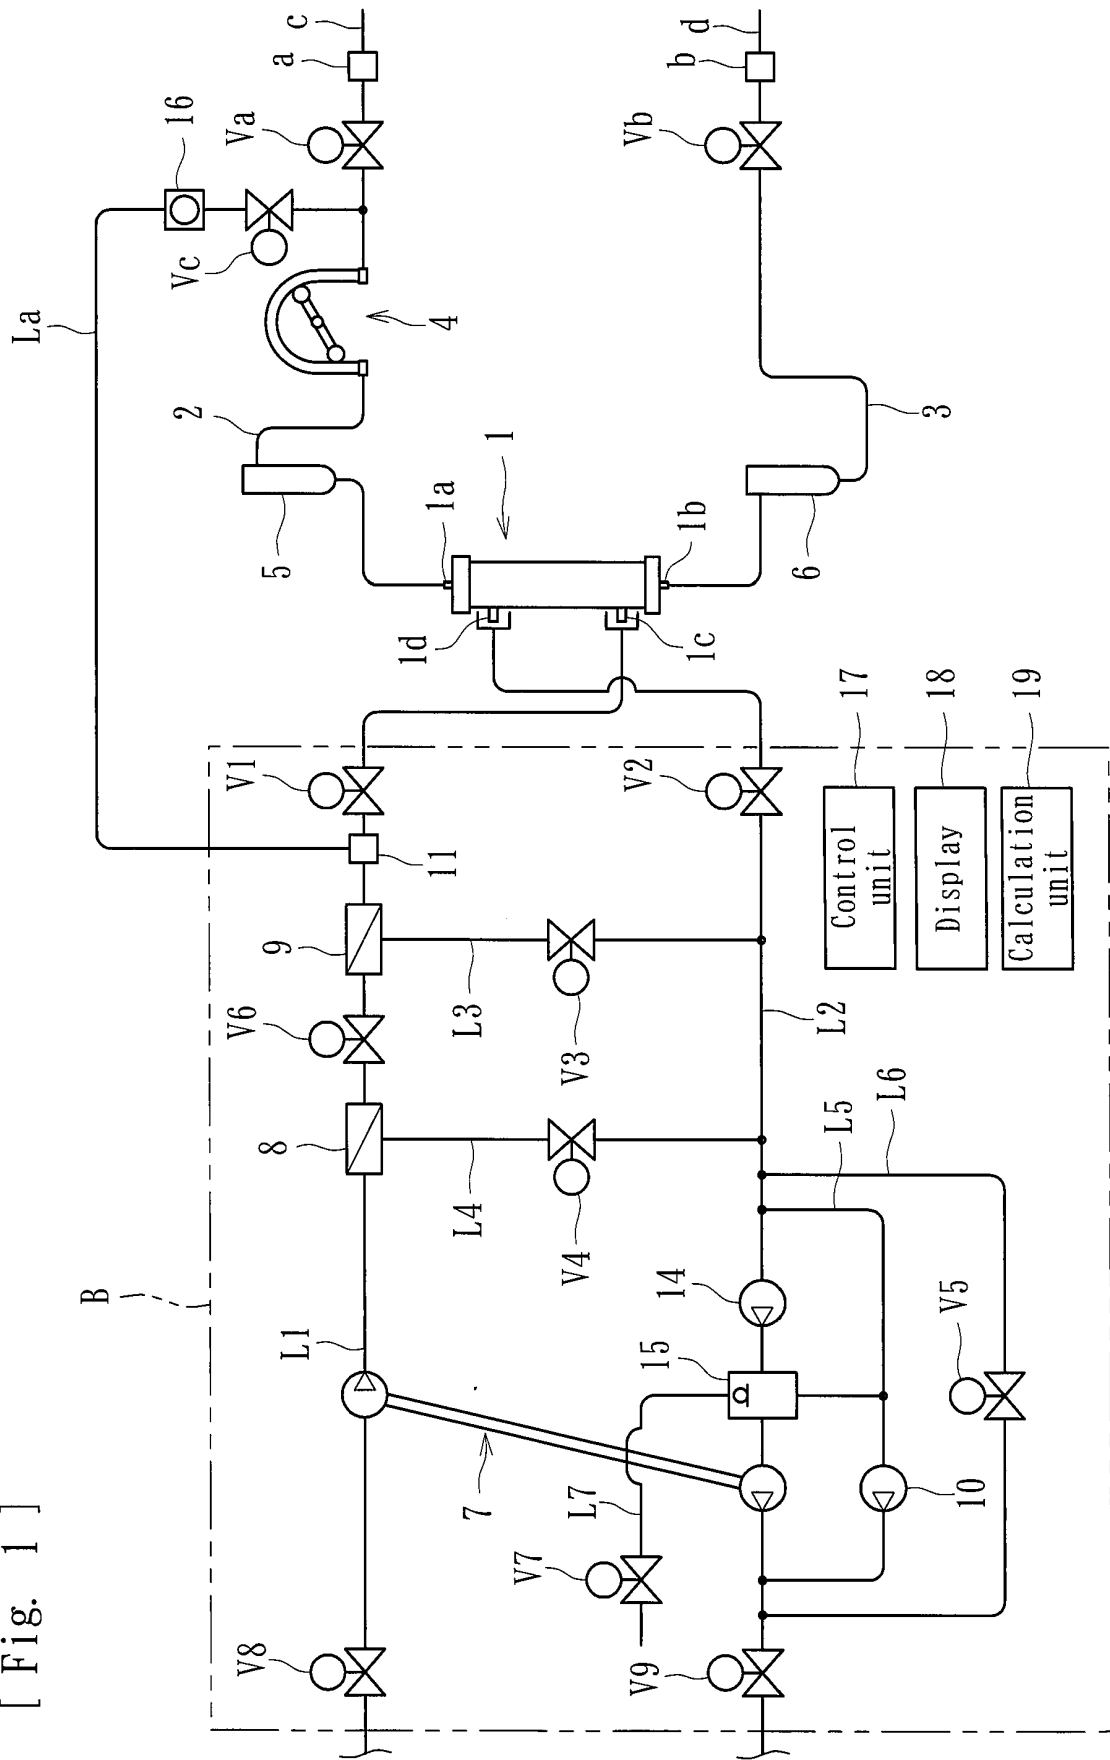 [Fig. 1]
La
B
16
Vc
2
V8
V6
V1
Va
8
9
5
a
L1
c
1d
1a
11
4
L4
L3
7
1
V7
V4
V3
L7
V9
V2
Vb
15
14
b
1c
1b
d
6
L2
L5
Control
unit
17
L6
3
V5
Display
18
10
Calculation
unit
19